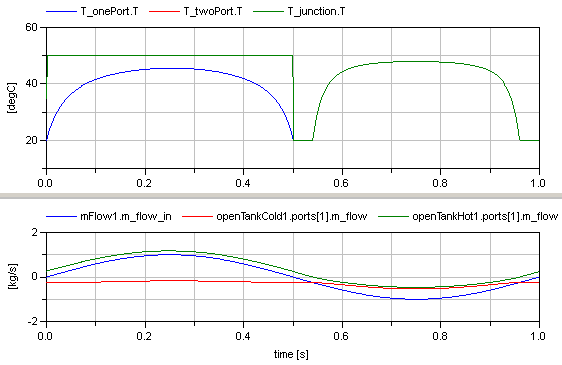 T_onePort.T T_twoPort.T T_junction.T
60
40
20
[degC]
0.0 0.2 0.4 0.6 0.8 1.0
mFlow1.m_flow_in openTankCold1.ports[1].m_flow openTankHot1.ports[1].m_flow
2
0
-2
[kg/s]
0.0 0.2 0.4 0.6 0.8 1.0
time [s]